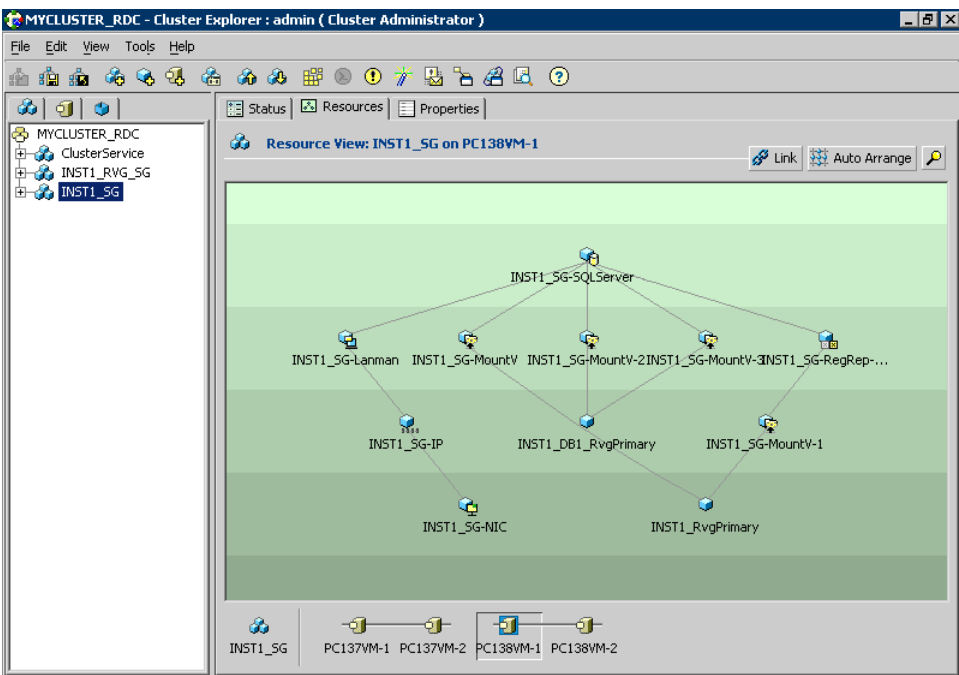 MYCLUSTER_RDC - Cluster Explorer : admin ( Cluster Administrator )
File Edit View Tools Help
Status Resources Properties
MYCLUSTER_RDC
ClusterService
INST1_RVG_SG
INST1_SG
Resource View: INST1_SG on PC138VM-1
Link Auto Arrange
INST1_SG-SQLServer
INST1_SG-Lanman INST1_SG-MountV INST1_SG-MountV-2 INST1_SG-MountV-3 INST1_SG-RegRep-...
INST1_SG-IP INST1_DB1_RvgPrimary INST1_SG-MountV-1
INST1_SG-NIC INST1_RvgPrimary
INST1_SG PC137VM-1 PC137VM-2 PC138VM-1 PC138VM-2